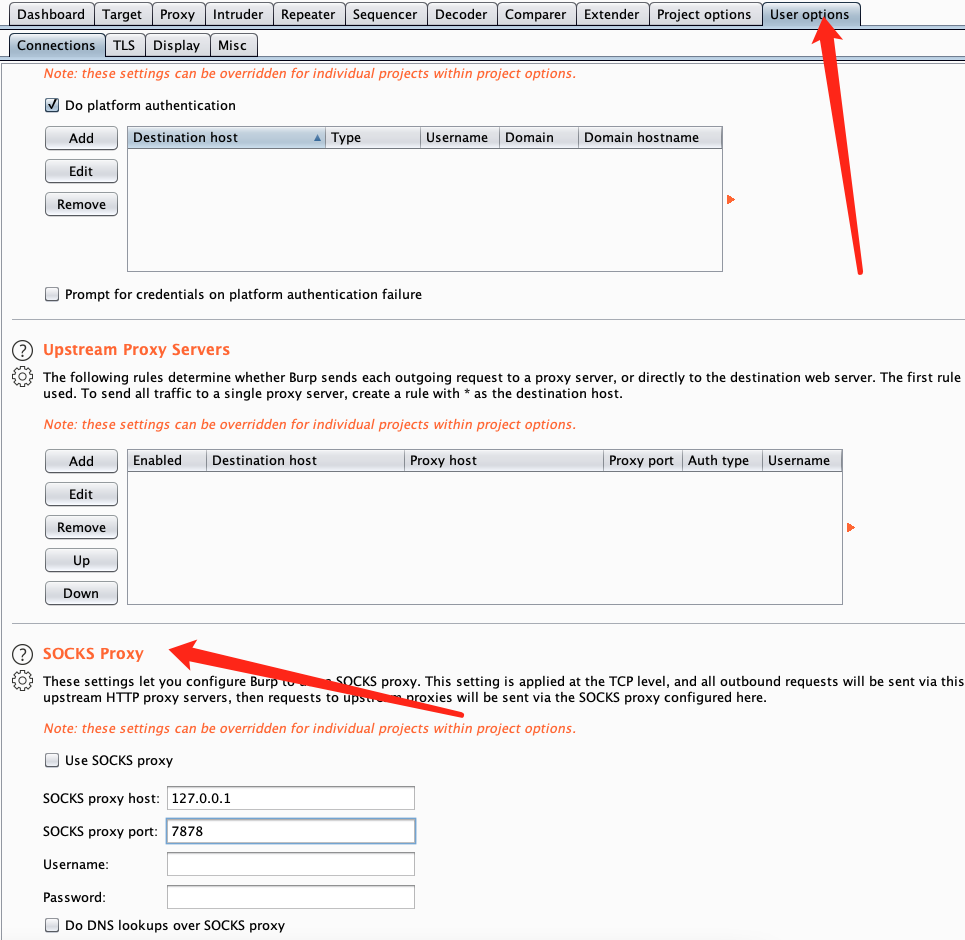 Dashboard Target Proxy Intruder Repeater Sequencer Decoder Comparer Extender Project options User options
Connections TLS Display Misc
Note: these settings can be overridden for individual projects within project options.
Do platform authentication
Add
Edit
Remove
Destination host Type Username Domain Domain hostname
Prompt for credentials on platform authentication failure
Upstream Proxy Servers
The following rules determine whether Burp sends each outgoing request to a proxy server, or directly to the destination web server. The first rule
used. To send all traffic to a single proxy server, create a rule with * as the destination host.
Note: these settings can be overridden for individual projects within project options.
Add
Edit
Remove
Up
Down
Enabled Destination host Proxy host Proxy port Auth type Username
SOCKS Proxy
These settings let you configure Burp to SOCKS proxy. This setting is applied at the TCP level, and all outbound requests will be sent via this
upstream HTTP proxy servers, then requests to upstream proxies will be sent via the SOCKS proxy configured here.
Note: these settings can be overridden for individual projects within project options.
Use SOCKS proxy
SOCKS proxy host: 127.0.0.1
SOCKS proxy port: 7878
Username:
Password:
Do DNS lookups over SOCKS proxy